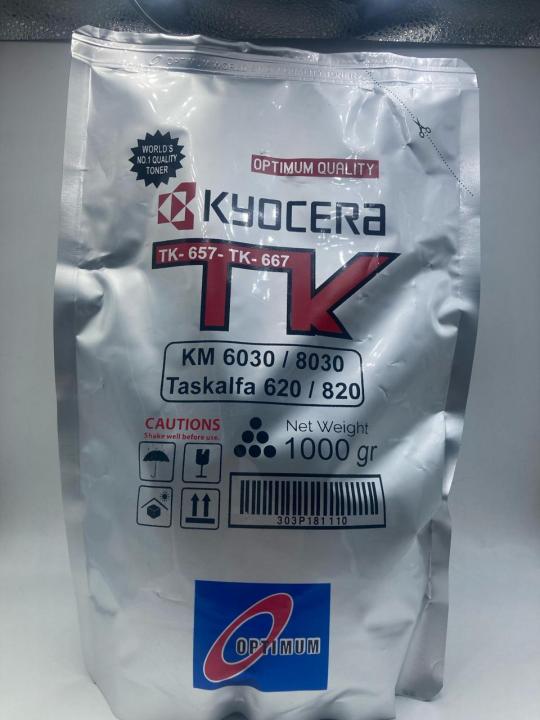 WORLD'S
NO.1 QUALITY
TONER
OPTIMUM QUALITY
KYOCERA
TK- 657- TK- 667
TK
KM 6030 / 8030
Taskalfa 620 / 820
CAUTIONS
Shake well before use.
Net Weight
1000 gr
303P181110
OPTIMUM